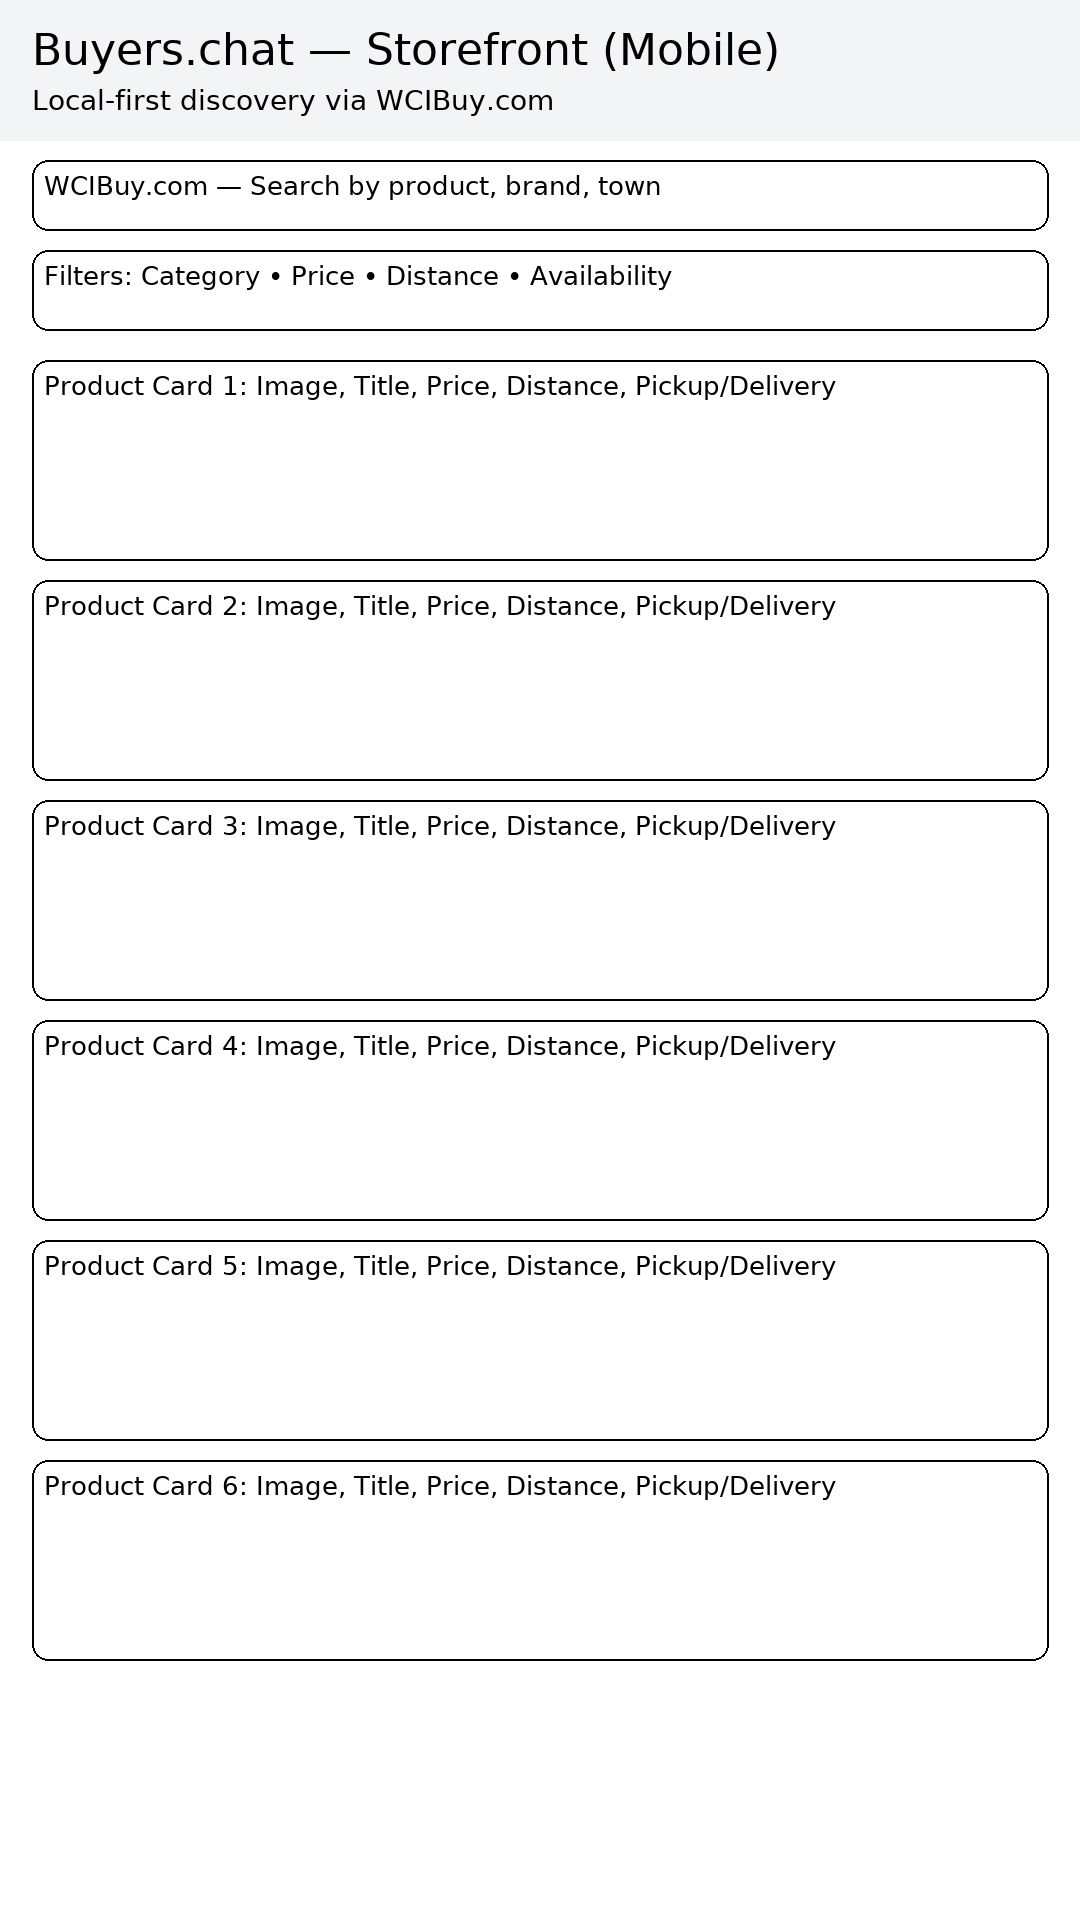 Buyers.chat — Storefront (Mobile)
Local-first discovery via WCIBuy.com
WCIBuy.com — Search by product, brand, town
Filters: Category • Price • Distance • Availability
Product Card 1: Image, Title, Price, Distance, Pickup/Delivery
Product Card 2: Image, Title, Price, Distance, Pickup/Delivery
Product Card 3: Image, Title, Price, Distance, Pickup/Delivery
Product Card 4: Image, Title, Price, Distance, Pickup/Delivery
Product Card 5: Image, Title, Price, Distance, Pickup/Delivery
Product Card 6: Image, Title, Price, Distance, Pickup/Delivery